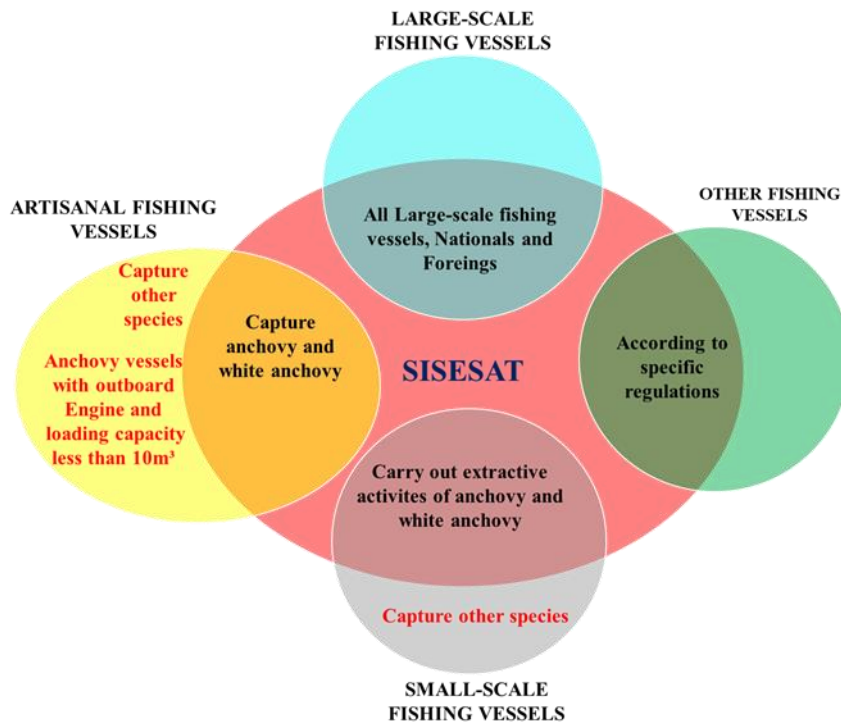 LARGE-SCALE
FISHING VESSELS
All Large-scale fishing
vessels, Nationals and
Foreings
ARTISANAL FISHING
VESSELS
Capture
other
species
Anchovy vessels
with outboard
Engine and
loading capacity
less than 10m³
Capture
anchovy and
white anchovy
SISESAT
OTHER FISHING
VESSELS
According to
specific
regulations
Carry out extractive
activites of anchovy and
white anchovy
Capture other species
SMALL-SCALE
FISHING VESSELS